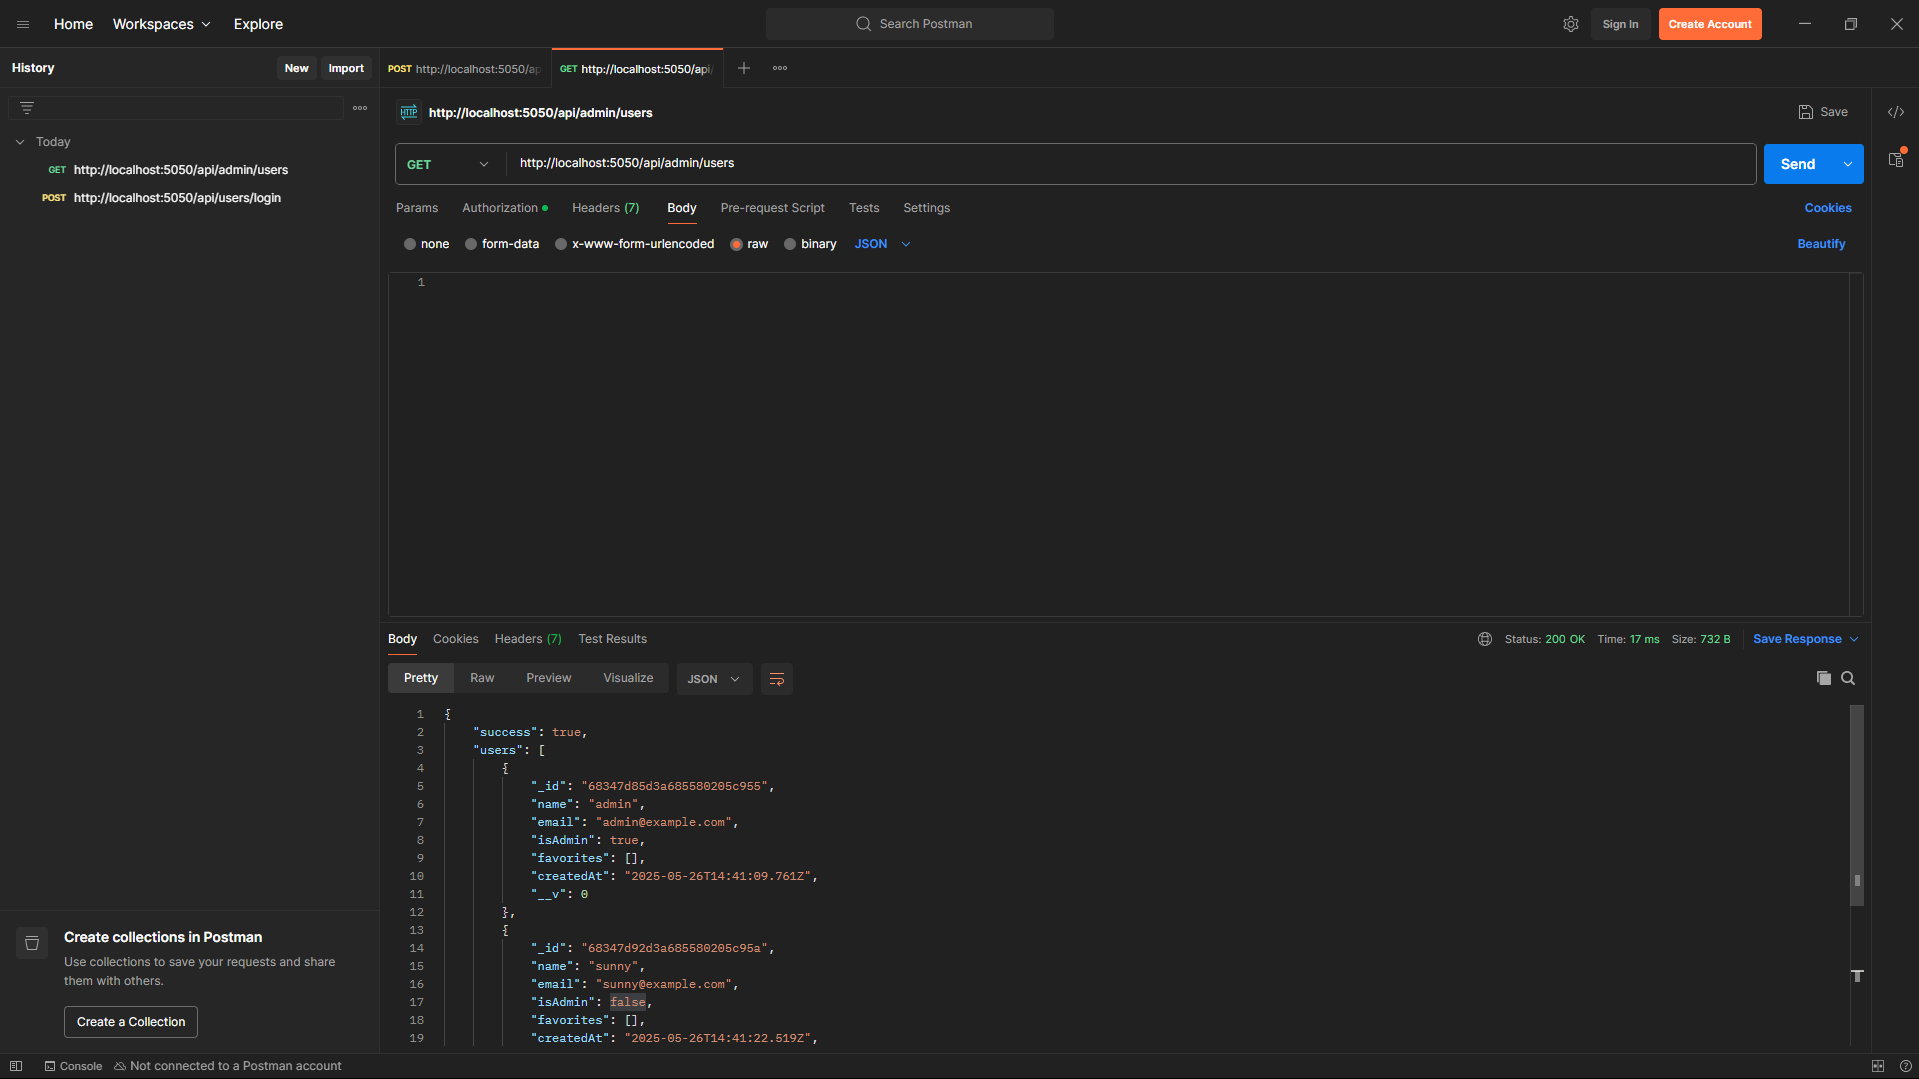 Home Workspaces Explore
Search Postman
Sign In Create Account
History New Import
POST http://localhost:5050/ap
GET http://localhost:5050/api/
HTTP http://localhost:5050/api/admin/users
Save
Today
GET http://localhost:5050/api/admin/users
POST http://localhost:5050/api/users/login
GET http://localhost:5050/api/admin/users
Send
Params Authorization Headers (7) Body Pre-request Script Tests Settings
Cookies
none form-data x-www-form-urlencoded raw binary JSON
Beautify
1
Body Cookies Headers (7) Test Results
Status: 200 OK Time: 17 ms Size: 732 B Save Response
Pretty Raw Preview Visualize JSON
1 {
2 "success": true,
3 "users": [
4 {
5 "_id": "68347d85d3a685580205c955",
6 "name": "admin",
7 "email": "admin@example.com",
8 "isAdmin": true,
9 "favorites": [],
10 "createdAt": "2025-05-26T14:41:09.761Z",
11 "__v": 0
12 },
13 {
14 "_id": "68347d92d3a685580205c95a",
15 "name": "sunny",
16 "email": "sunny@example.com",
17 "isAdmin": false,
18 "favorites": [],
19 "createdAt": "2025-05-26T14:41:22.519Z",
Create collections in Postman
Use collections to save your requests and share
them with others.
Create a Collection
Console Not connected to a Postman account